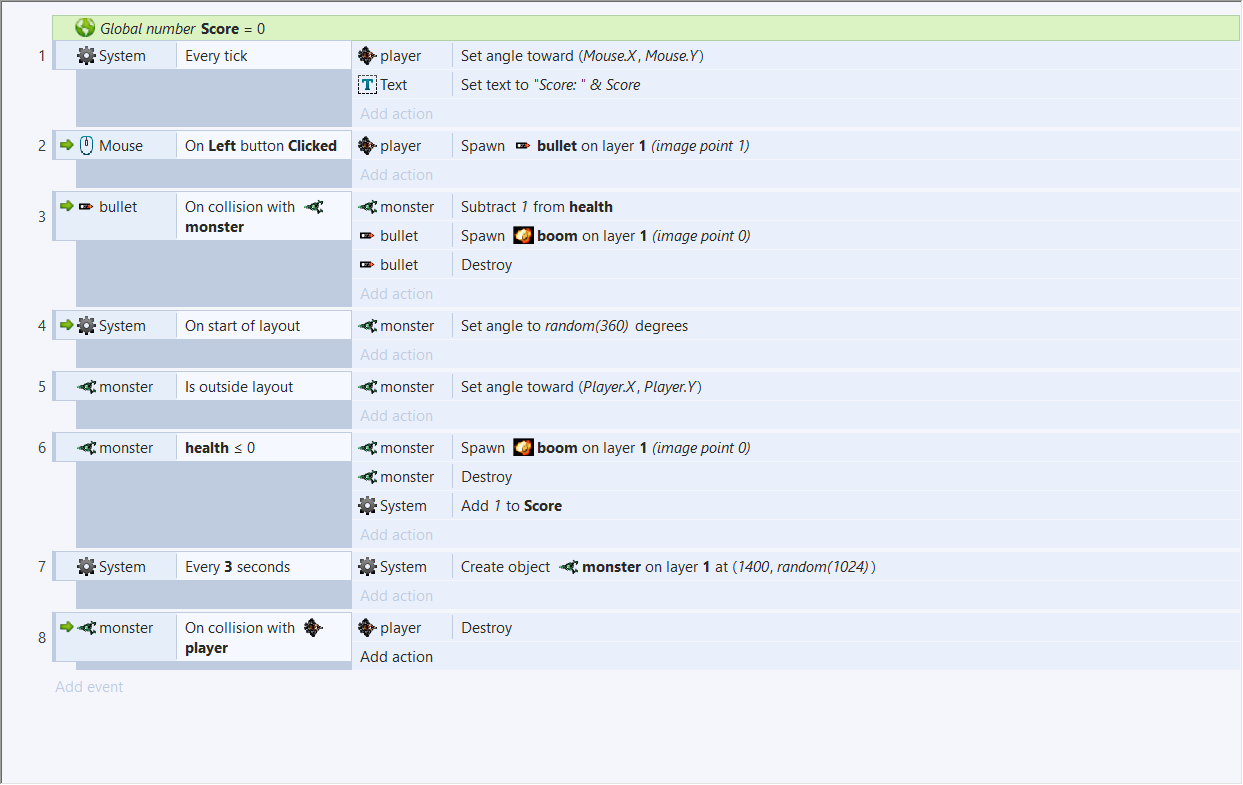 Global number Score = 0
1 System Every tick player Set angle toward (Mouse.X, Mouse.Y)
T Text Set text to "Score: " & Score
Add action
2 Mouse On Left button Clicked player Spawn bullet on layer 1 (image point 1)
Add action
3 bullet On collision with monster monster Subtract 1 from health
bullet Spawn boom on layer 1 (image point 0)
bullet Destroy
Add action
4 System On start of layout monster Set angle to random(360) degrees
Add action
5 monster Is outside layout monster Set angle toward (Player.X, Player.Y)
Add action
6 monster health ≤ 0 monster Spawn boom on layer 1 (image point 0)
monster Destroy
System Add 1 to Score
Add action
7 System Every 3 seconds System Create object monster on layer 1 at (1400, random(1024))
Add action
8 monster On collision with player player Destroy
Add action
Add event